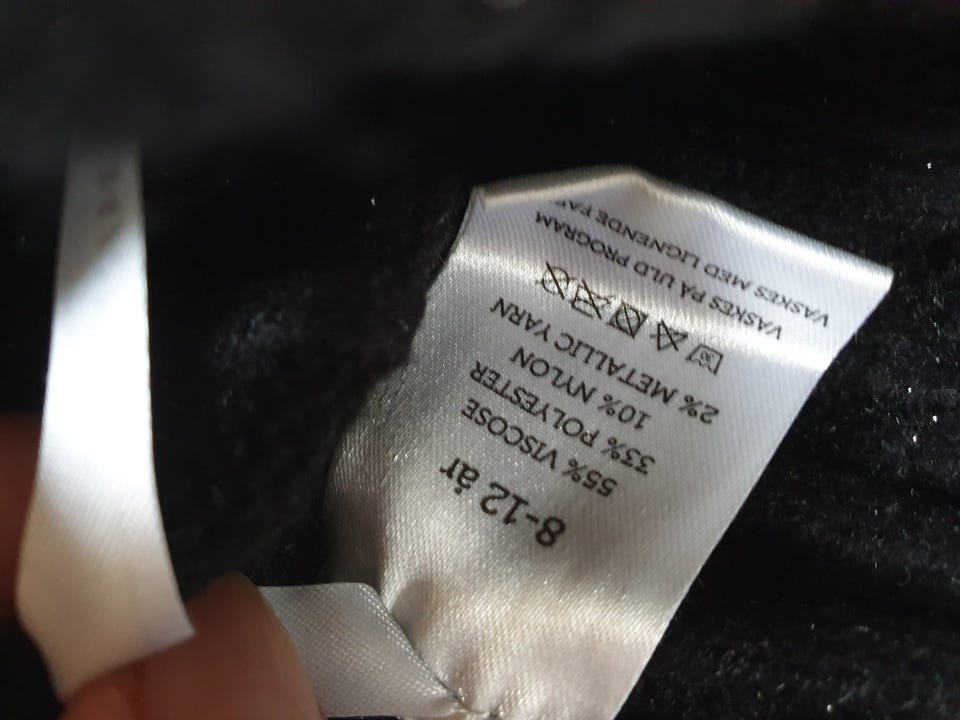 8-12 år
55% VISCOSE
33% POLYESTER
10% NYLON
2% METALLIC YARN
VASKES PÅ ULD PROGRAM
VASKES MED LIGNENDE